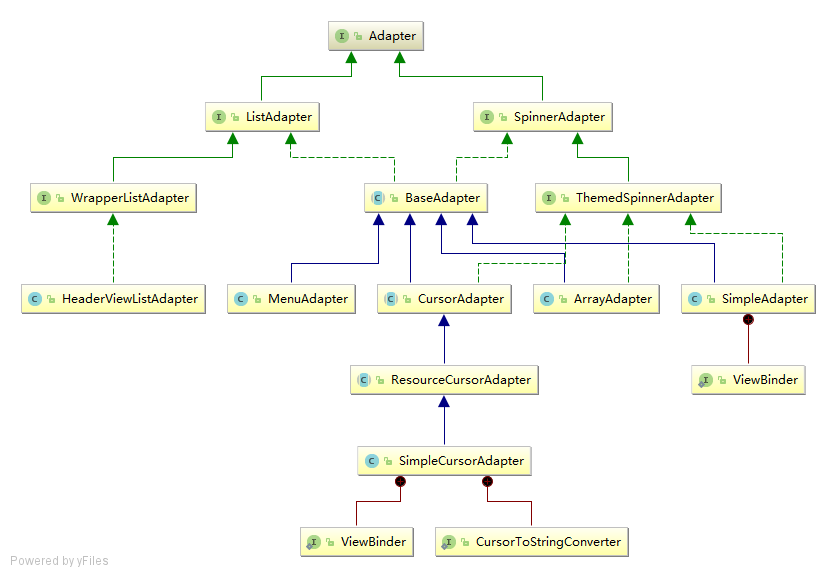 I Adapter
I ListAdapter
I SpinnerAdapter
I WrapperListAdapter
C BaseAdapter
I ThemedSpinnerAdapter
C HeaderViewListAdapter
C MenuAdapter
C CursorAdapter
C ArrayAdapter
C SimpleAdapter
C ResourceCursorAdapter
I ViewBinder
C SimpleCursorAdapter
I ViewBinder
I CursorToStringConverter
Powered by yFiles